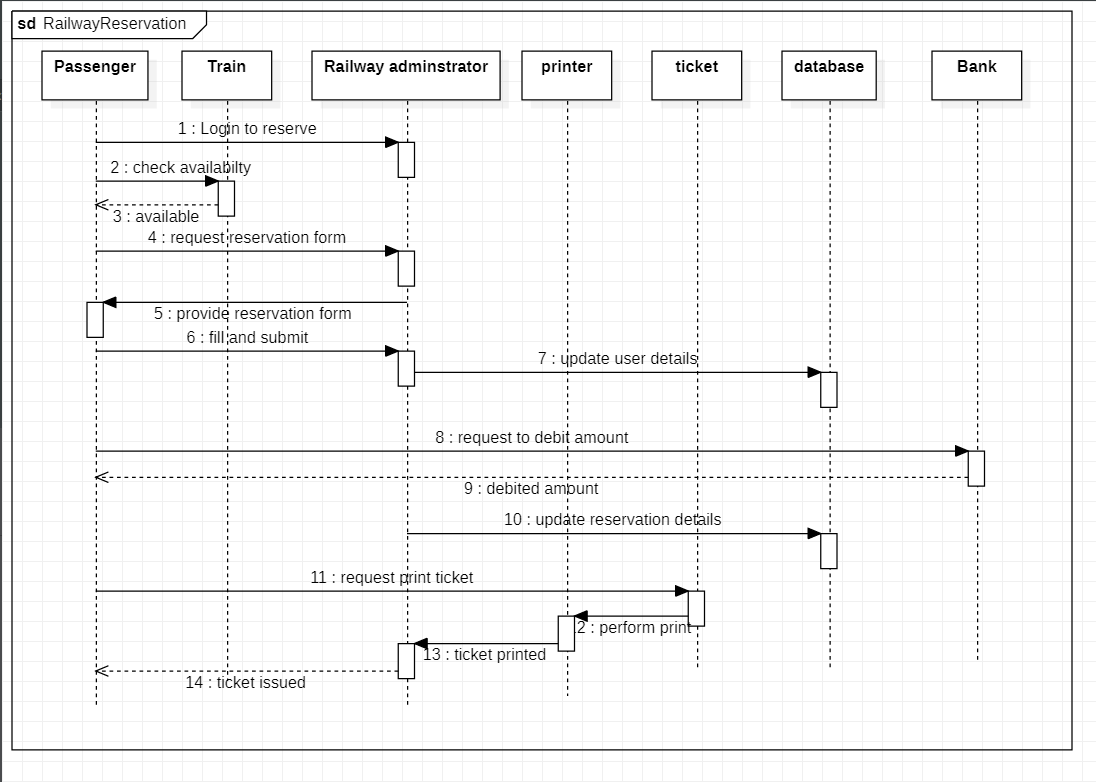 sd RailwayReservation
Passenger
Train
Railway adminstrator
printer
ticket
database
Bank
1 : Login to reserve
2 : check availabilty
3 : available
4 : request reservation form
5 : provide reservation form
6 : fill and submit
7 : update user details
8 : request to debit amount
9 : debited amount
10 : update reservation details
11 : request print ticket
2 : perform print
13 : ticket printed
14 : ticket issued